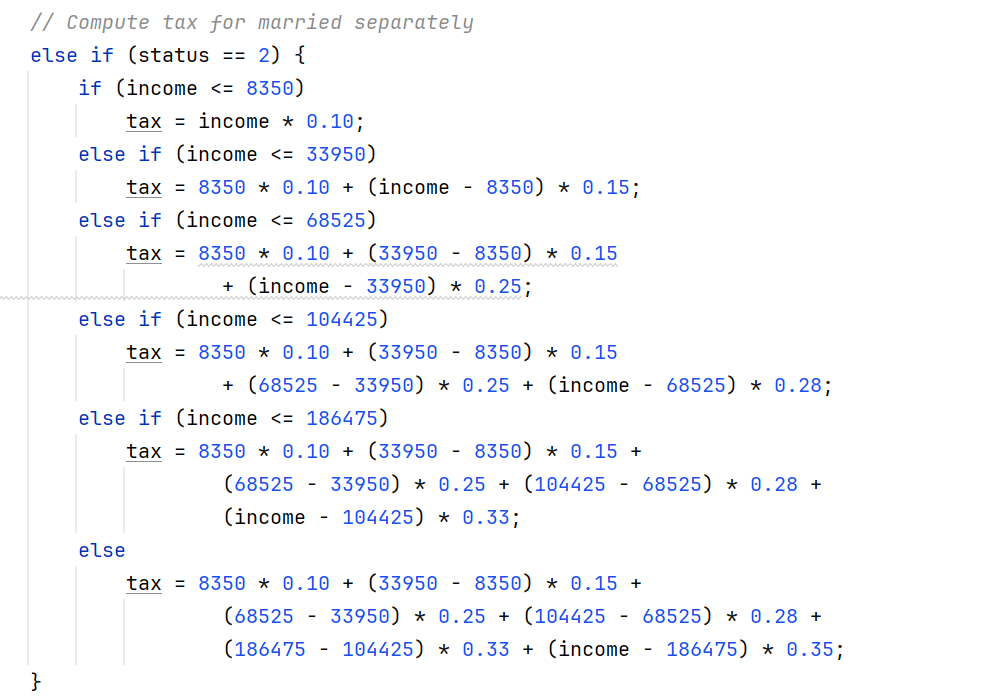 // Compute tax for married separately
else if (status == 2) {
    if (income <= 8350)
        tax = income * 0.10;
    else if (income <= 33950)
        tax = 8350 * 0.10 + (income - 8350) * 0.15;
    else if (income <= 68525)
        tax = 8350 * 0.10 + (33950 - 8350) * 0.15
                + (income - 33950) * 0.25;
    else if (income <= 104425)
        tax = 8350 * 0.10 + (33950 - 8350) * 0.15
                + (68525 - 33950) * 0.25 + (income - 68525) * 0.28;
    else if (income <= 186475)
        tax = 8350 * 0.10 + (33950 - 8350) * 0.15 +
                (68525 - 33950) * 0.25 + (104425 - 68525) * 0.28 +
                (income - 104425) * 0.33;
    else
        tax = 8350 * 0.10 + (33950 - 8350) * 0.15 +
                (68525 - 33950) * 0.25 + (104425 - 68525) * 0.28 +
                (186475 - 104425) * 0.33 + (income - 186475) * 0.35;
}